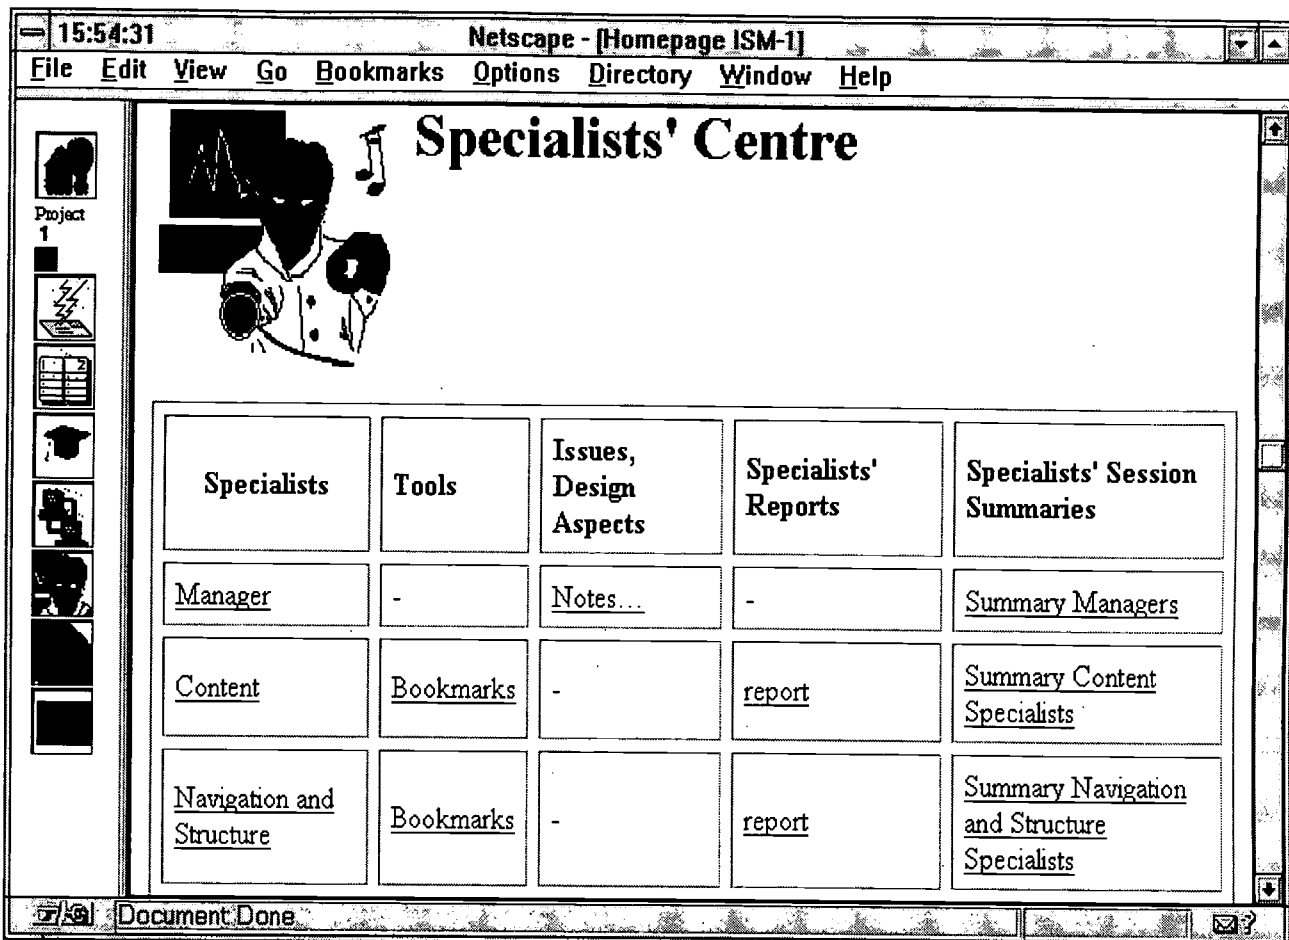 15:54:31
Netscape - [Homepage ISM-1]
File Edit View Go Bookmarks Options Directory Window Help
Specialists' Centre
Project
1
1 2
Specialists
Tools
Issues,
Design
Aspects
Specialists'
Reports
Specialists' Session
Summaries
Manager
-
Notes...
-
Summary Managers
Content
Bookmarks
-
report
Summary Content
Specialists
Navigation and
Structure
Bookmarks
-
report
Summary Navigation
and Structure
Specialists
Document Done
?